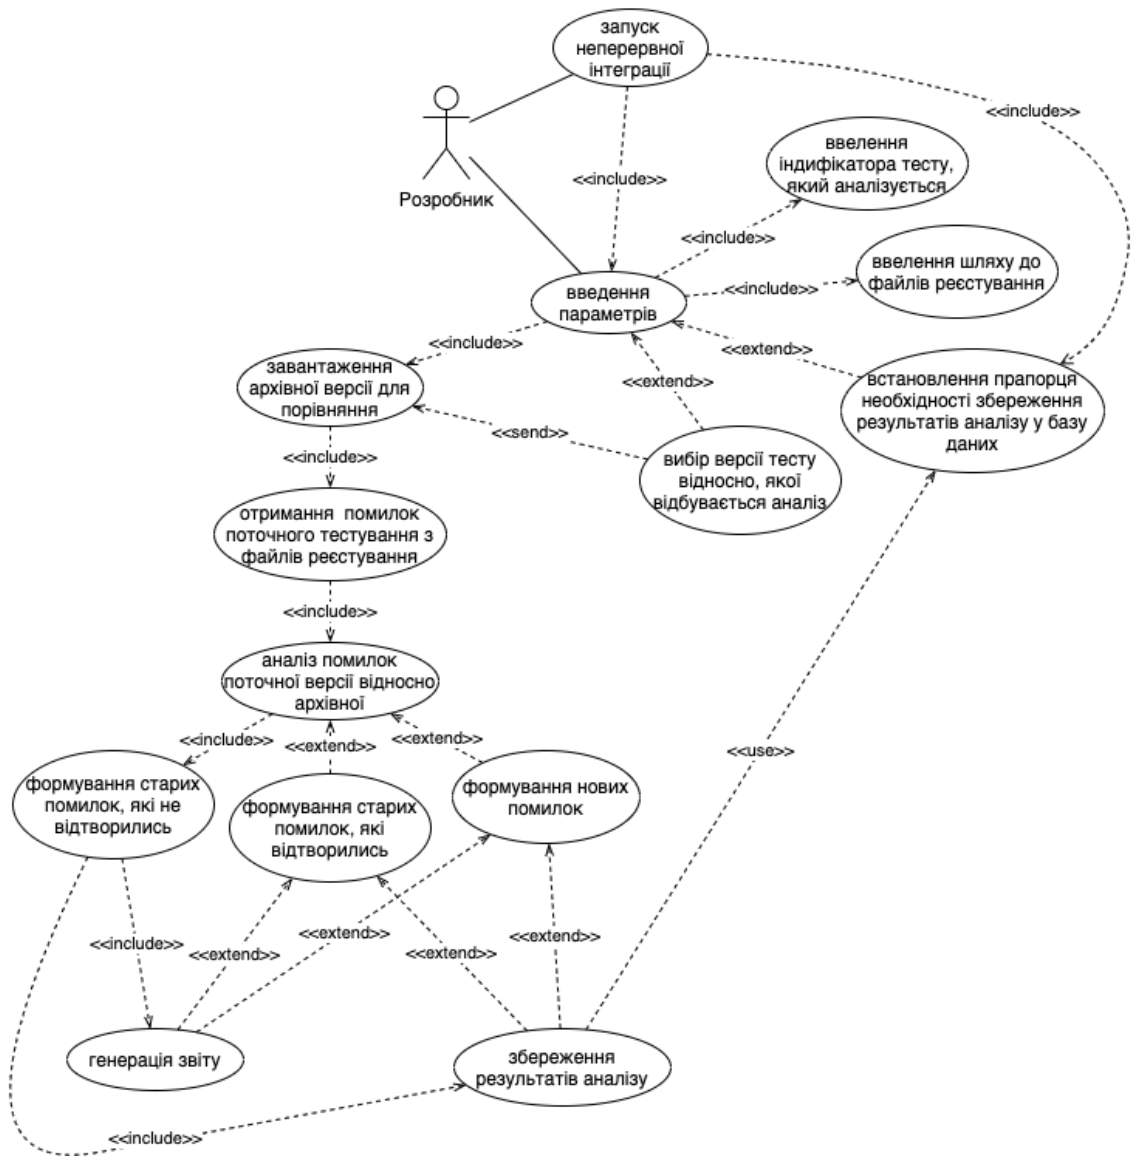 запуск
неперервної
інтеграції
<<include>>
ввелення
індифікатора тесту,
який аналізується
<<include>>
Розробник
<<include>>
ввелення шляху до
файлів реєстування
<<include>>
введення
параметрів
<<include>>
<<extend>>
завантаження
архівної версії для
порівняння
<<extend>>
встановлення прапорця
необхідності збереження
результатів аналізу у базу
даних
<<send>>
вибір версії тесту
відносно, якої
відбувається аналіз
<<include>>
отримання помилок
поточного тестування з
файлів реєстування
<<include>>
аналіз помилок
поточної версії відносно
архівної
<<include>>
<<extend>>
<<extend>>
<<use>>
формування старих
помилок, які не
відтворились
формування старих
помилок, які
відтворились
формування нових
помилок
<<include>>
<<extend>>
<<extend>>
<<extend>>
<<extend>>
генерація звіту
збереження
результатів аналізу
<<include>>